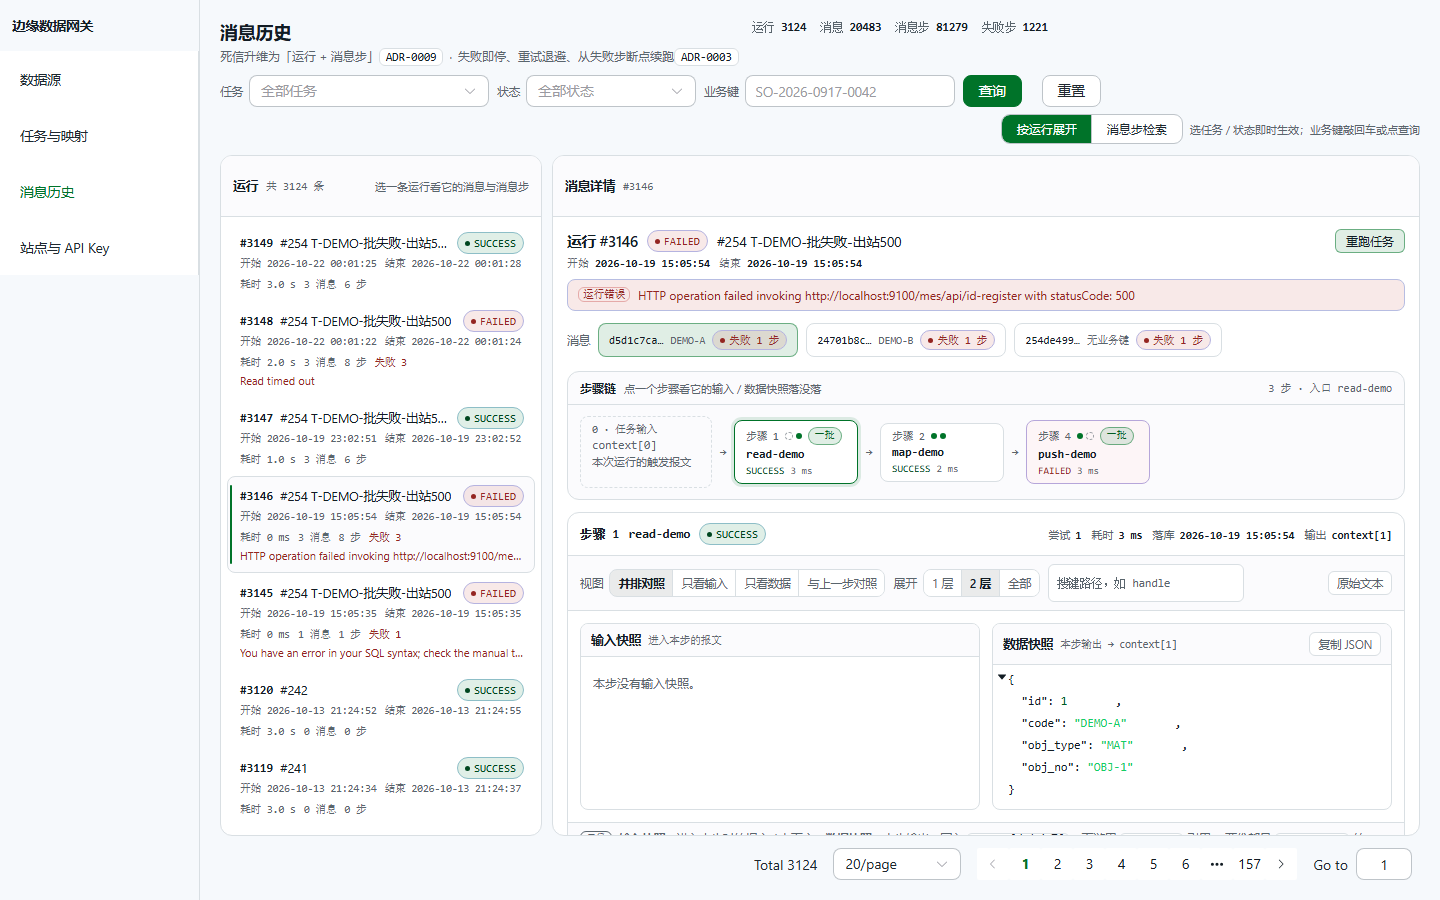 边缘数据网关
数据源
任务与映射
消息历史
站点与 API Key
消息历史
运行 3124 消息 20483 消息步 81279 失败步 1221
死信升维为「运行 + 消息步」 ADR-0009 · 失败即停、重试退避、从失败步断点续跑 ADR-0003
任务 全部任务 状态 全部状态 业务键 SO-2026-0917-0042 查询 重置
按运行展开 消息步检索 选任务 / 状态即时生效；业务键敲回车或点查询
运行 共 3124 条 选一条运行看它的消息与消息步
#3149 #254 T-DEMO-批失败-出站5... SUCCESS
开始 2026-10-22 00:01:25 结束 2026-10-22 00:01:28
耗时 3.0 s 3 消息 6 步
#3148 #254 T-DEMO-批失败-出站500 FAILED
开始 2026-10-22 00:01:22 结束 2026-10-22 00:01:24
耗时 2.0 s 3 消息 8 步 失败 3
Read timed out
#3147 #254 T-DEMO-批失败-出站5... SUCCESS
开始 2026-10-19 23:02:51 结束 2026-10-19 23:02:52
耗时 1.0 s 3 消息 6 步
#3146 #254 T-DEMO-批失败-出站500 FAILED
开始 2026-10-19 15:05:54 结束 2026-10-19 15:05:54
耗时 0 ms 3 消息 8 步 失败 3
HTTP operation failed invoking http://localhost:9100/me...
#3145 #254 T-DEMO-批失败-出站500 FAILED
开始 2026-10-19 15:05:35 结束 2026-10-19 15:05:35
耗时 0 ms 1 消息 1 步 失败 1
You have an error in your SQL syntax; check the manual t...
#3120 #242 SUCCESS
开始 2026-10-13 21:24:52 结束 2026-10-13 21:24:55
耗时 3.0 s 0 消息 0 步
#3119 #241 SUCCESS
开始 2026-10-13 21:24:34 结束 2026-10-13 21:24:37
耗时 3.0 s 0 消息 0 步
消息详情 #3146
运行 #3146 FAILED #254 T-DEMO-批失败-出站500 重跑任务
开始 2026-10-19 15:05:54 结束 2026-10-19 15:05:54
运行错误 HTTP operation failed invoking http://localhost:9100/mes/api/id-register with statusCode: 500
消息 d5d1c7ca… DEMO-A 失败 1 步 24701b8c… DEMO-B 失败 1 步 254de499… 无业务键 失败 1 步
步骤链 点一个步骤看它的输入 / 数据快照落没落 3 步 · 入口 read-demo
0 · 任务输入
context[0]
本次运行的触发报文
→
步骤 1 一批
read-demo
SUCCESS 3 ms
→
步骤 2
map-demo
SUCCESS 2 ms
→
步骤 4 一批
push-demo
FAILED 3 ms
步骤 1 read-demo SUCCESS 尝试 1 耗时 3 ms 落库 2026-10-19 15:05:54 输出 context[1]
视图 并排对照 只看输入 只看数据 与上一步对照 展开 1 层 2 层 全部 搜键路径，如 handle 原始文本
输入快照 进入本步的报文
本步没有输入快照。
数据快照 本步输出 → context[1] 复制 JSON
{
"id": 1 ,
"code": "DEMO-A" ,
"obj_type": "MAT" ,
"obj_no": "OBJ-1"
}
Total 3124 20/page 1 2 3 4 5 6 ••• 157 Go to 1